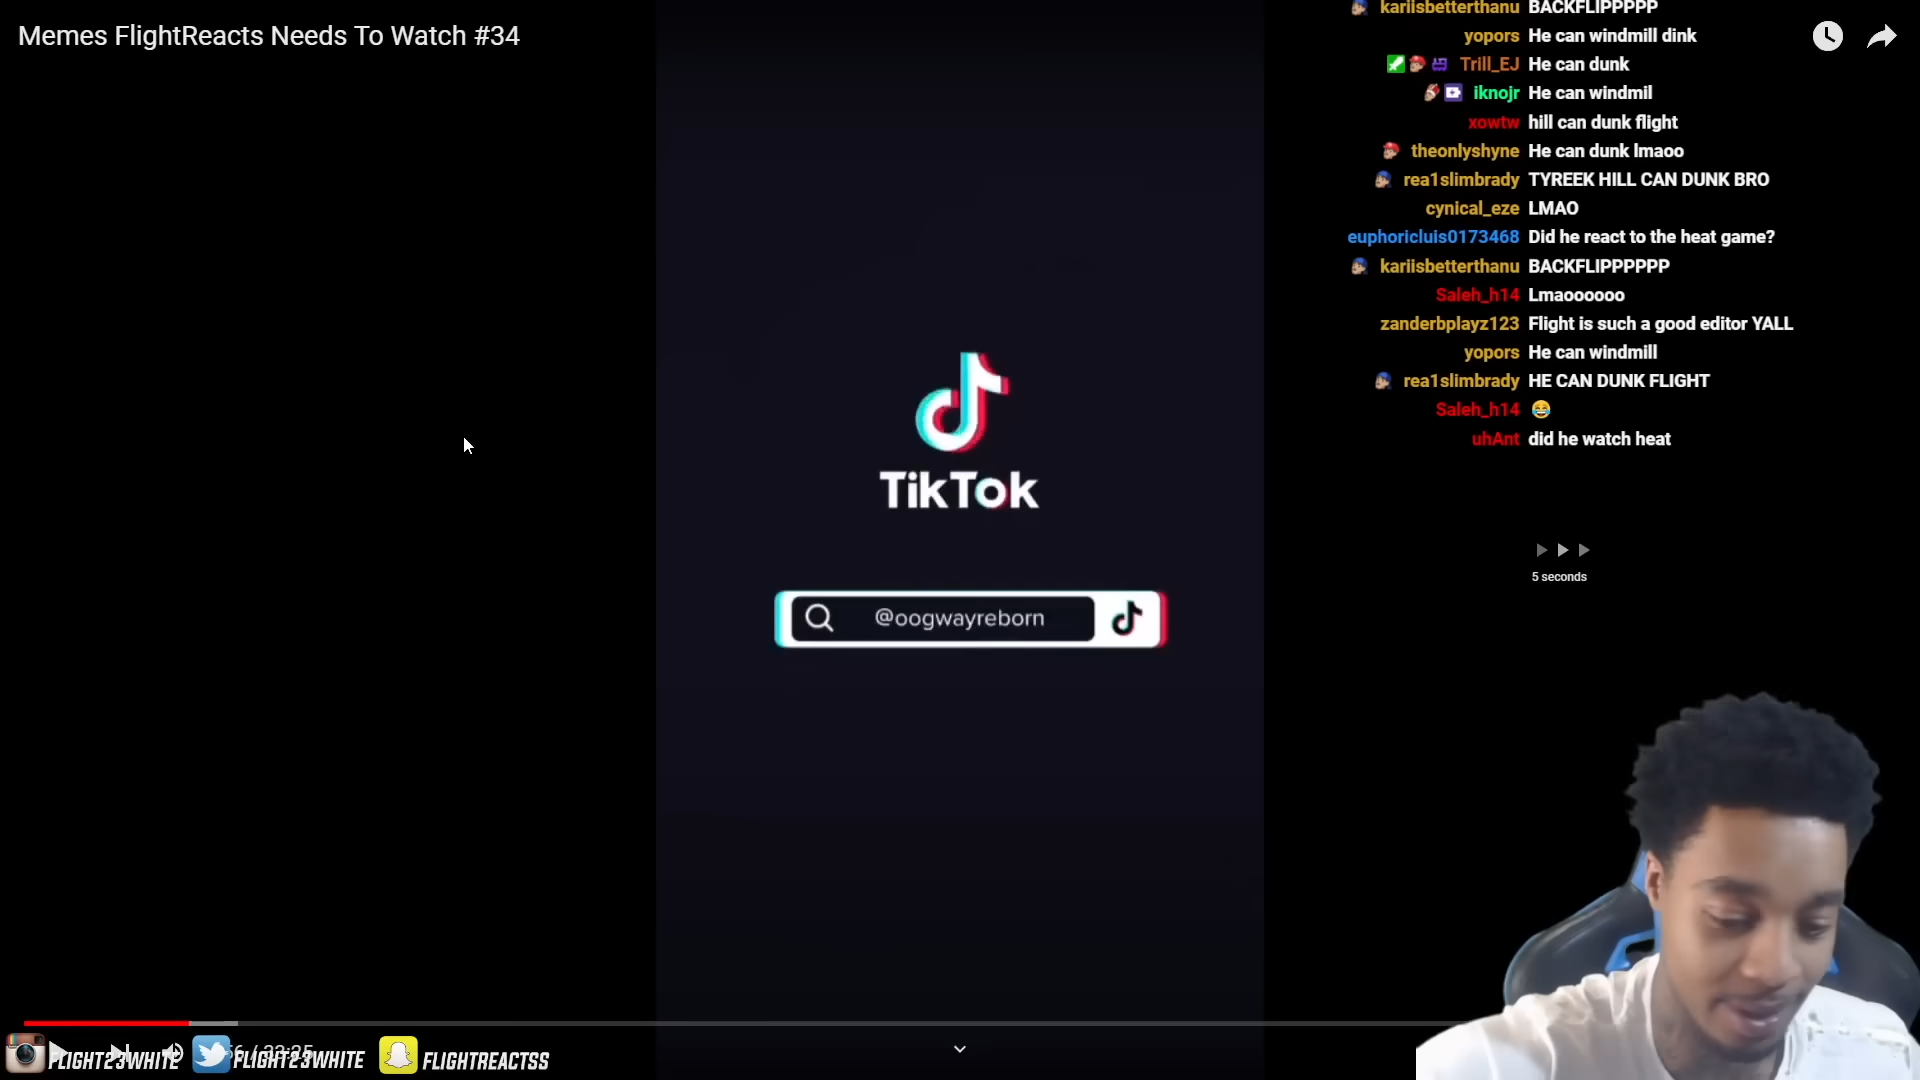 Memes FlightReacts Needs To Watch #34
kariisbetterthanu BACKFLIPPPPP
yopors He can windmill dink
Trill_EJ He can dunk
iknojr He can windmil
xowtw hill can dunk flight
theonlyshyne He can dunk lmaoo
rea1slimbrady TYREEK HILL CAN DUNK BRO
cynical_eze LMAO
euphoricluis0173468 Did he react to the heat game?
kariisbetterthanu BACKFLIPPPPPP
Saleh_h14 Lmaoooooo
zanderbplayz123 Flight is such a good editor YALL
yopors He can windmill
rea1slimbrady HE CAN DUNK FLIGHT
Saleh_h14 😂
uhAnt did he watch heat
TikTok
@oogwayreborn
5 seconds
FLIGHT23WHITE FLIGHT23WHITE FLIGHTREACTSS